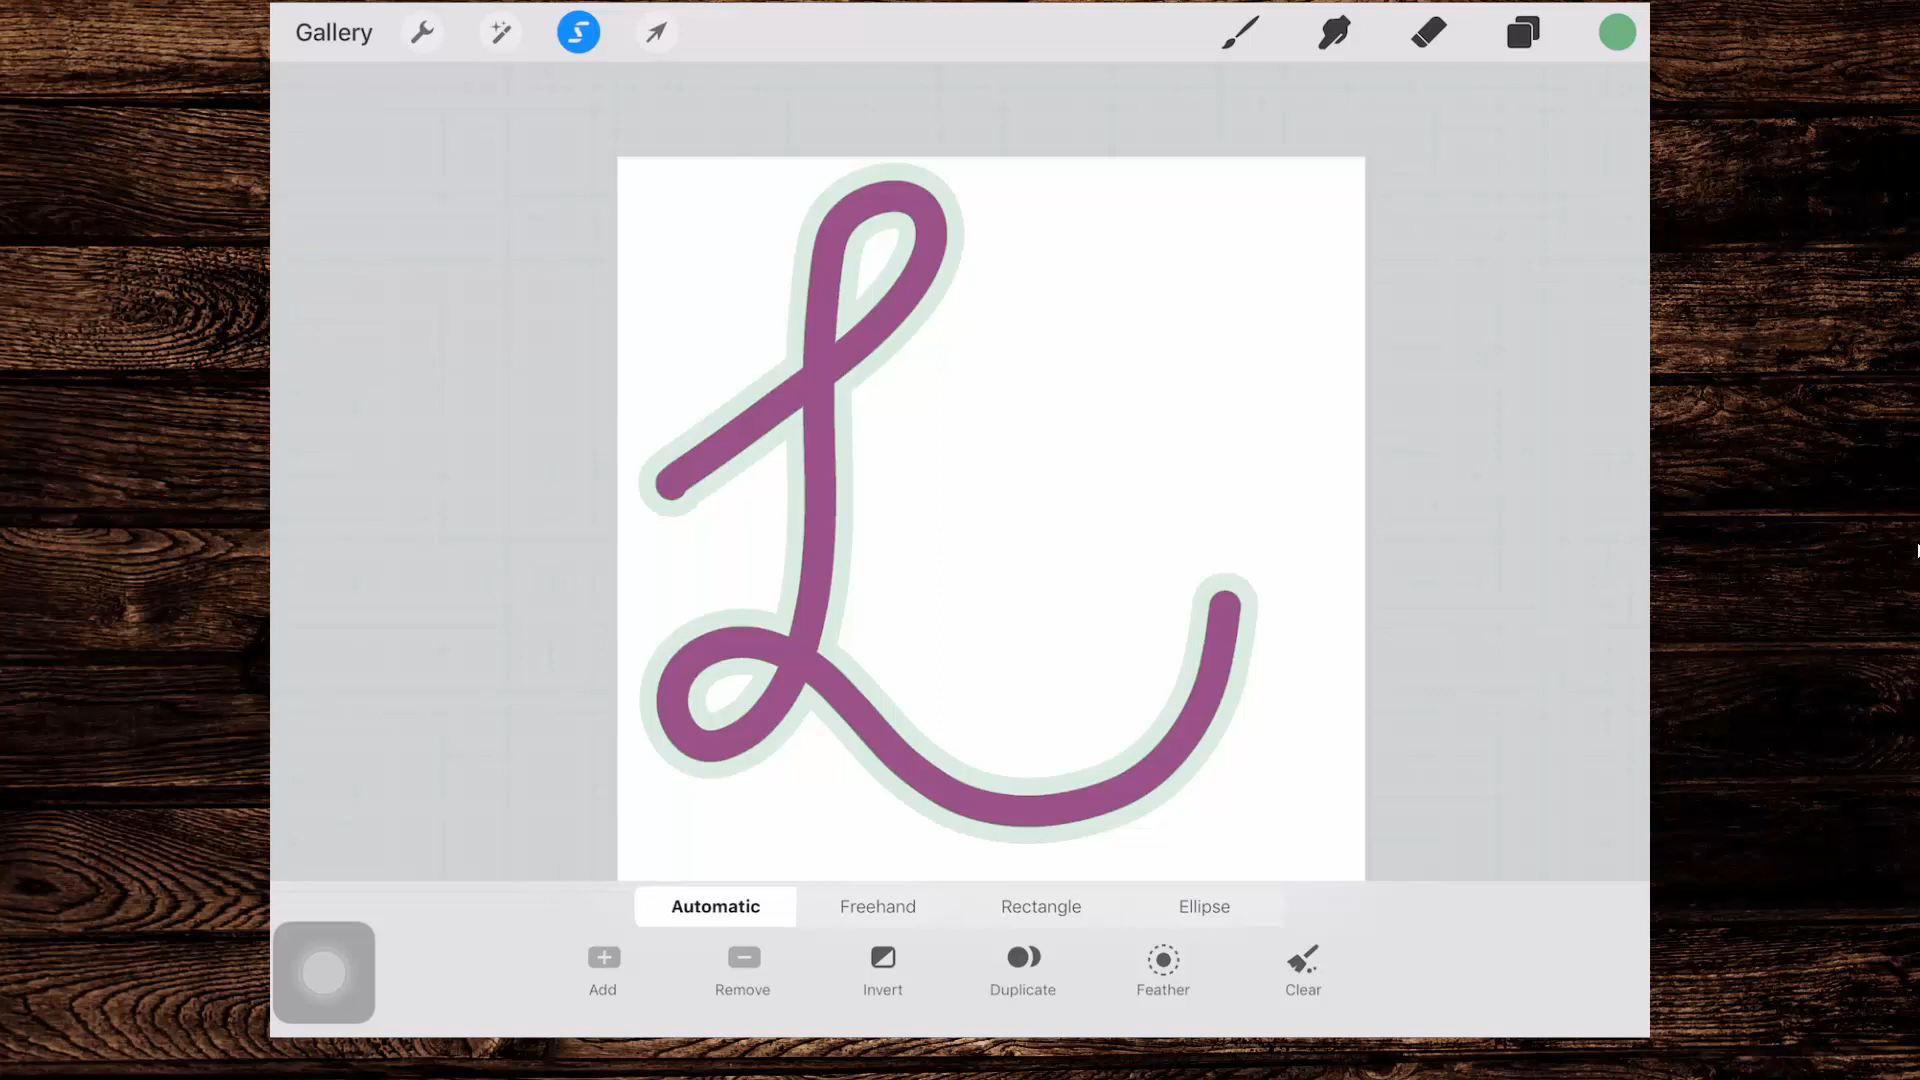 Gallery
L
Automatic Freehand Rectangle Ellipse
Add Remove Invert Duplicate Feather Clear